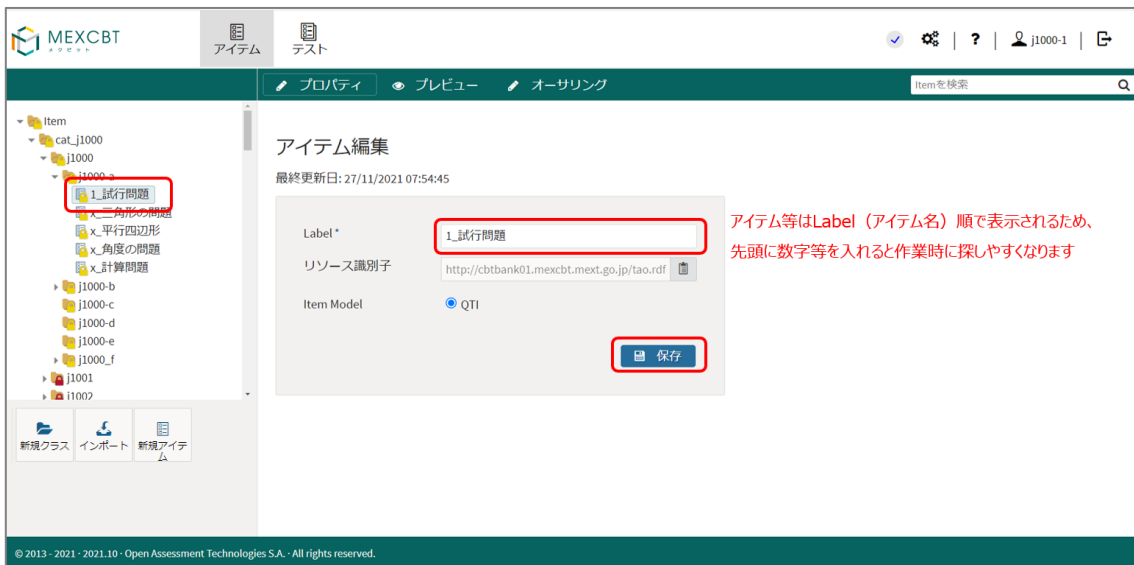 MEXCBT
メクビット
アイテム
テスト
?
j1000-1
プロパティ
プレビュー
オーサリング
Itemを検索
Item
cat_j1000
j1000
j1000-a
1_試行問題
x_三角形の問題
x_平行四辺形
x_角度の問題
x_計算問題
j1000-b
j1000-c
j1000-d
j1000-e
j1000_f
j1001
j1002
新規クラス
インポート
新規アイテ
ム
アイテム編集
最終更新日: 27/11/2021 07:54:45
Label*
1_試行問題
リソース識別子
http://cbtbank01.mexcbt.mext.go.jp/tao.rdf
Item Model
QTI
保存
アイテム等はLabel（アイテム名）順で表示されるため、
先頭に数字等を入れると作業時に探しやすくなります
© 2013 - 2021 · 2021.10 · Open Assessment Technologies S.A. · All rights reserved.